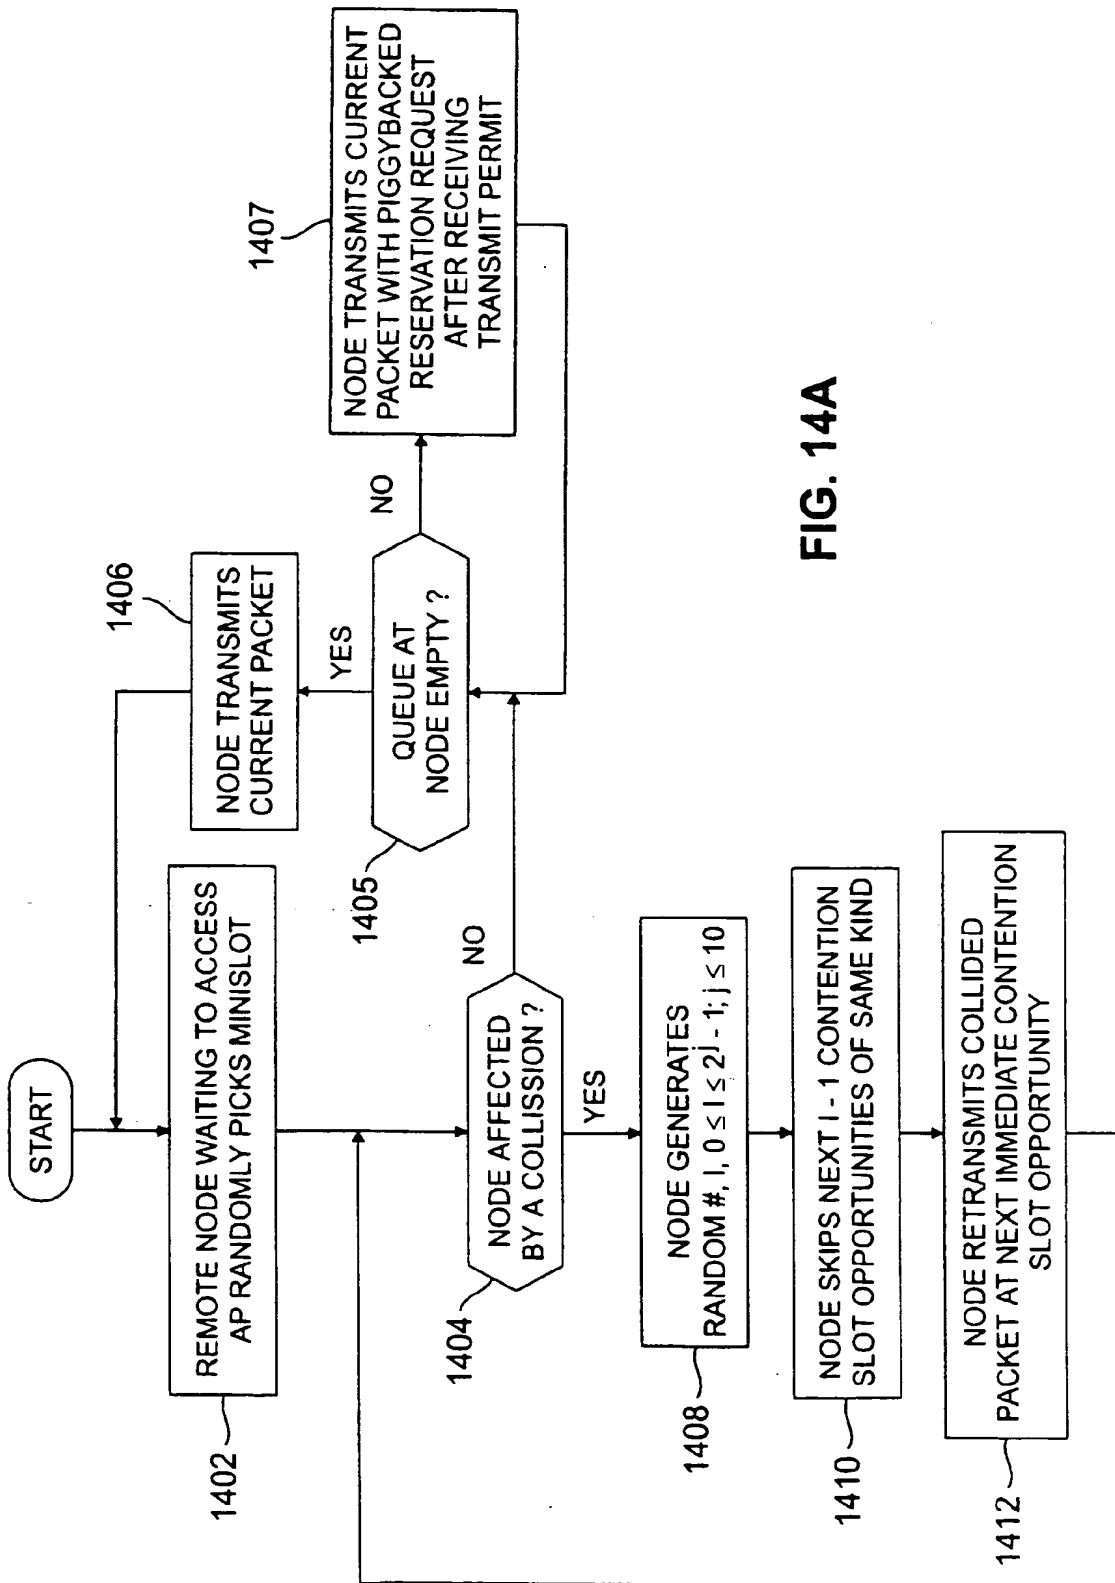 START
1402
REMOTE NODE WAITING TO ACCESS
AP RANDOMLY PICKS MINISLOT
1404
NODE AFFECTED
BY A COLLISSION ?
NO
YES
1405
QUEUE AT
NODE EMPTY ?
YES
NO
1406
NODE TRANSMITS
CURRENT PACKET
1407
NODE TRANSMITS CURRENT
PACKET WITH PIGGYBACKED
RESERVATION REQUEST
AFTER RECEIVING
TRANSMIT PERMIT
1408
NODE GENERATES
RANDOM #, I, 0 ≤ I ≤ 2^j - 1; j ≤ 10
1410
NODE SKIPS NEXT I - 1 CONTENTION
SLOT OPPORTUNITIES OF SAME KIND
1412
NODE RETRANSMITS COLLIDED
PACKET AT NEXT IMMEDIATE CONTENTION
SLOT OPPORTUNITY
FIG. 14A